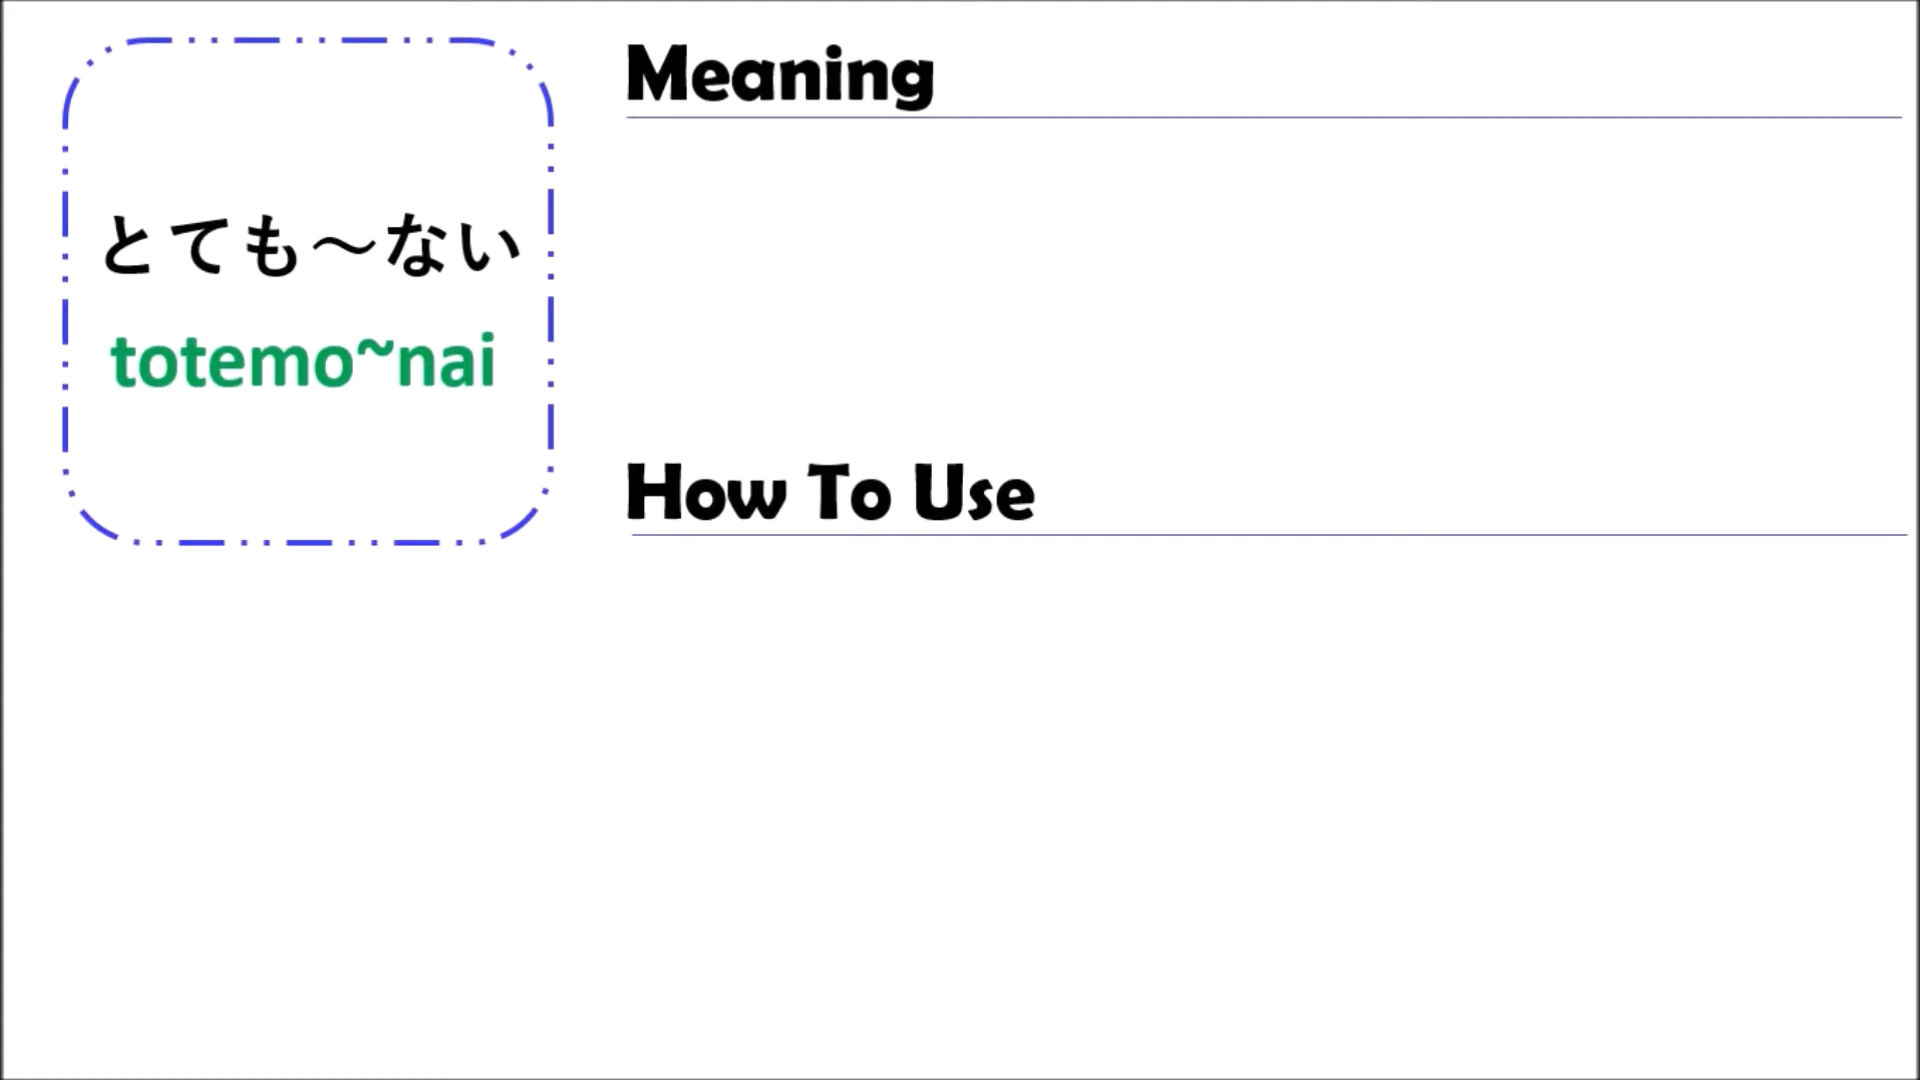 とても～ない
totemo~nai
Meaning
How To Use